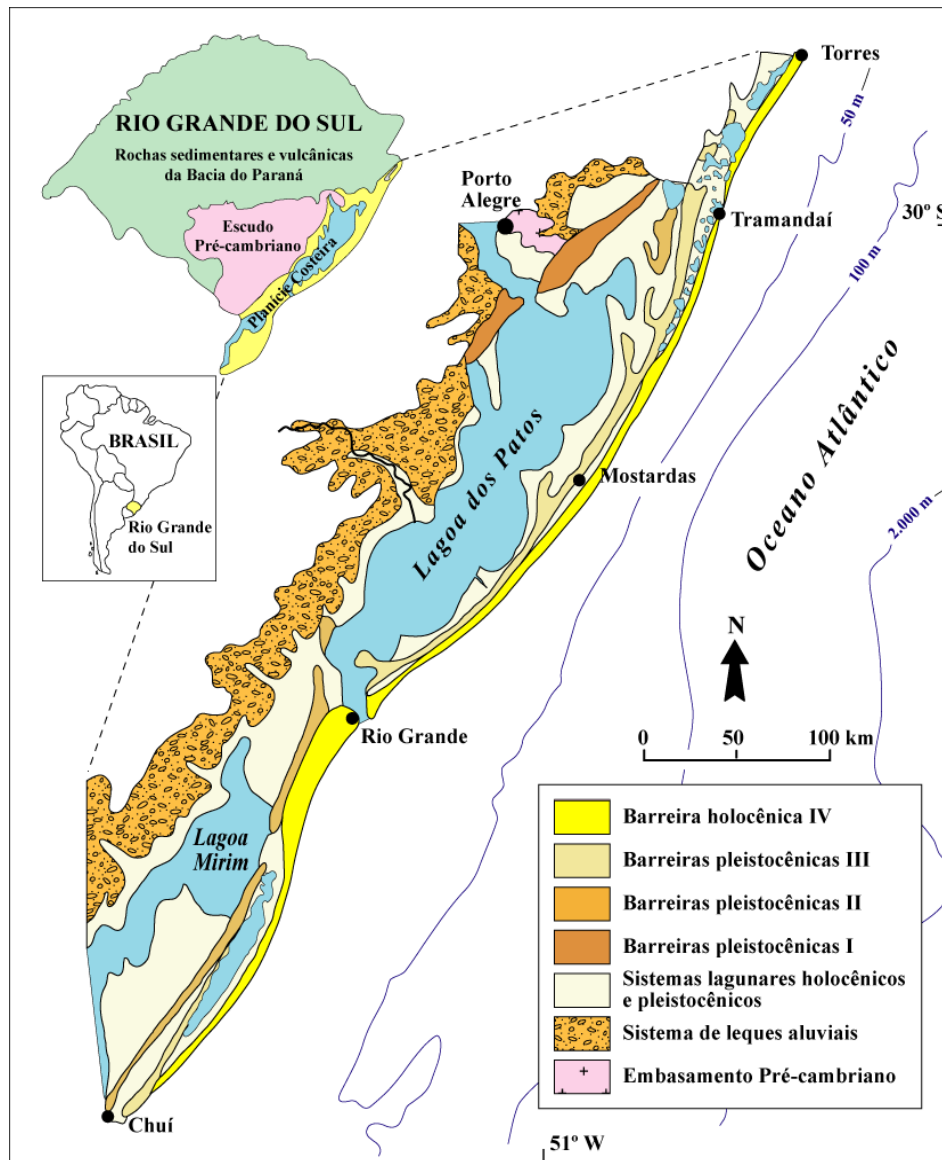 RIO GRANDE DO SUL
Rochas sedimentares e vulcânicas
da Bacia do Paraná
Escudo
Pré-cambriano
Planície Costeira
BRASIL
Rio Grande
do Sul
Torres
50 m
Porto
Alegre
Tramandaí
30º S
100 m
Oceano Atlântico
Lagoa dos Patos
Mostardas
2.000 m
N
Rio Grande
0 50 100 km
Lagoa
Mirim
Barreira holocênica IV
Barreiras pleistocênicas III
Barreiras pleistocênicas II
Barreiras pleistocênicas I
Sistemas lagunares holocênicos
e pleistocênicos
Sistema de leques aluviais
Embasamento Pré-cambriano
Chuí
51º W